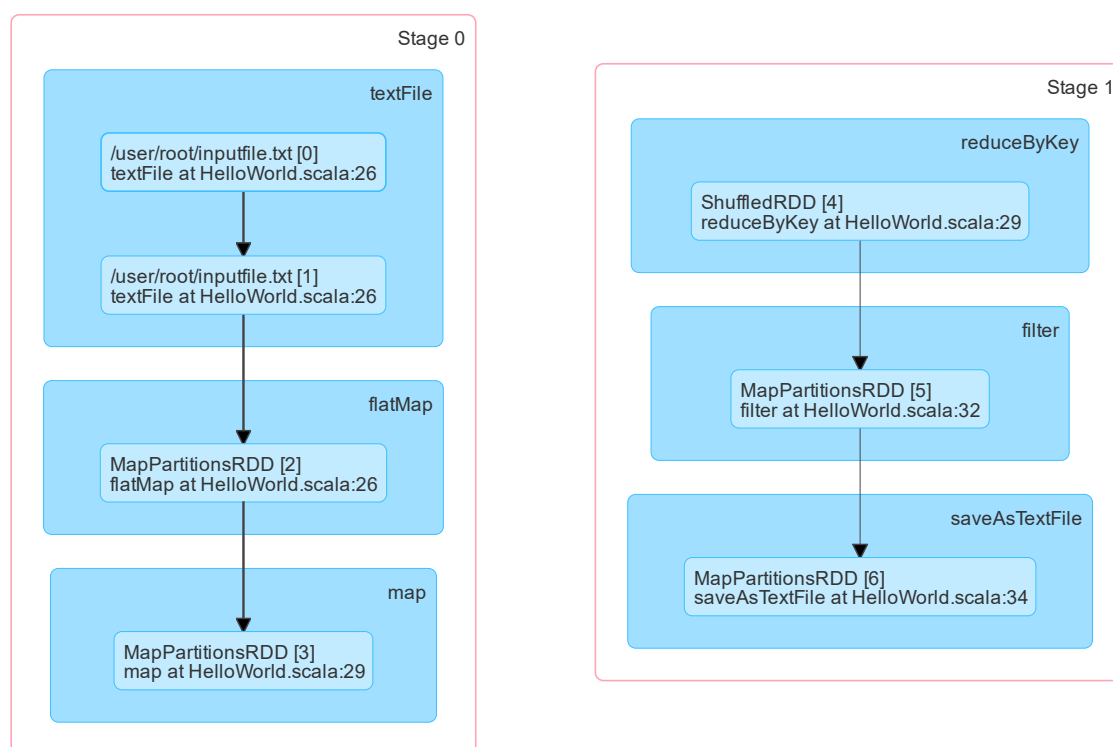 Stage 0
textFile
/user/root/inputfile.txt [0]
textFile at HelloWorld.scala:26
/user/root/inputfile.txt [1]
textFile at HelloWorld.scala:26
flatMap
MapPartitionsRDD [2]
flatMap at HelloWorld.scala:26
map
MapPartitionsRDD [3]
map at HelloWorld.scala:29
Stage 1
reduceByKey
ShuffledRDD [4]
reduceByKey at HelloWorld.scala:29
filter
MapPartitionsRDD [5]
filter at HelloWorld.scala:32
saveAsTextFile
MapPartitionsRDD [6]
saveAsTextFile at HelloWorld.scala:34